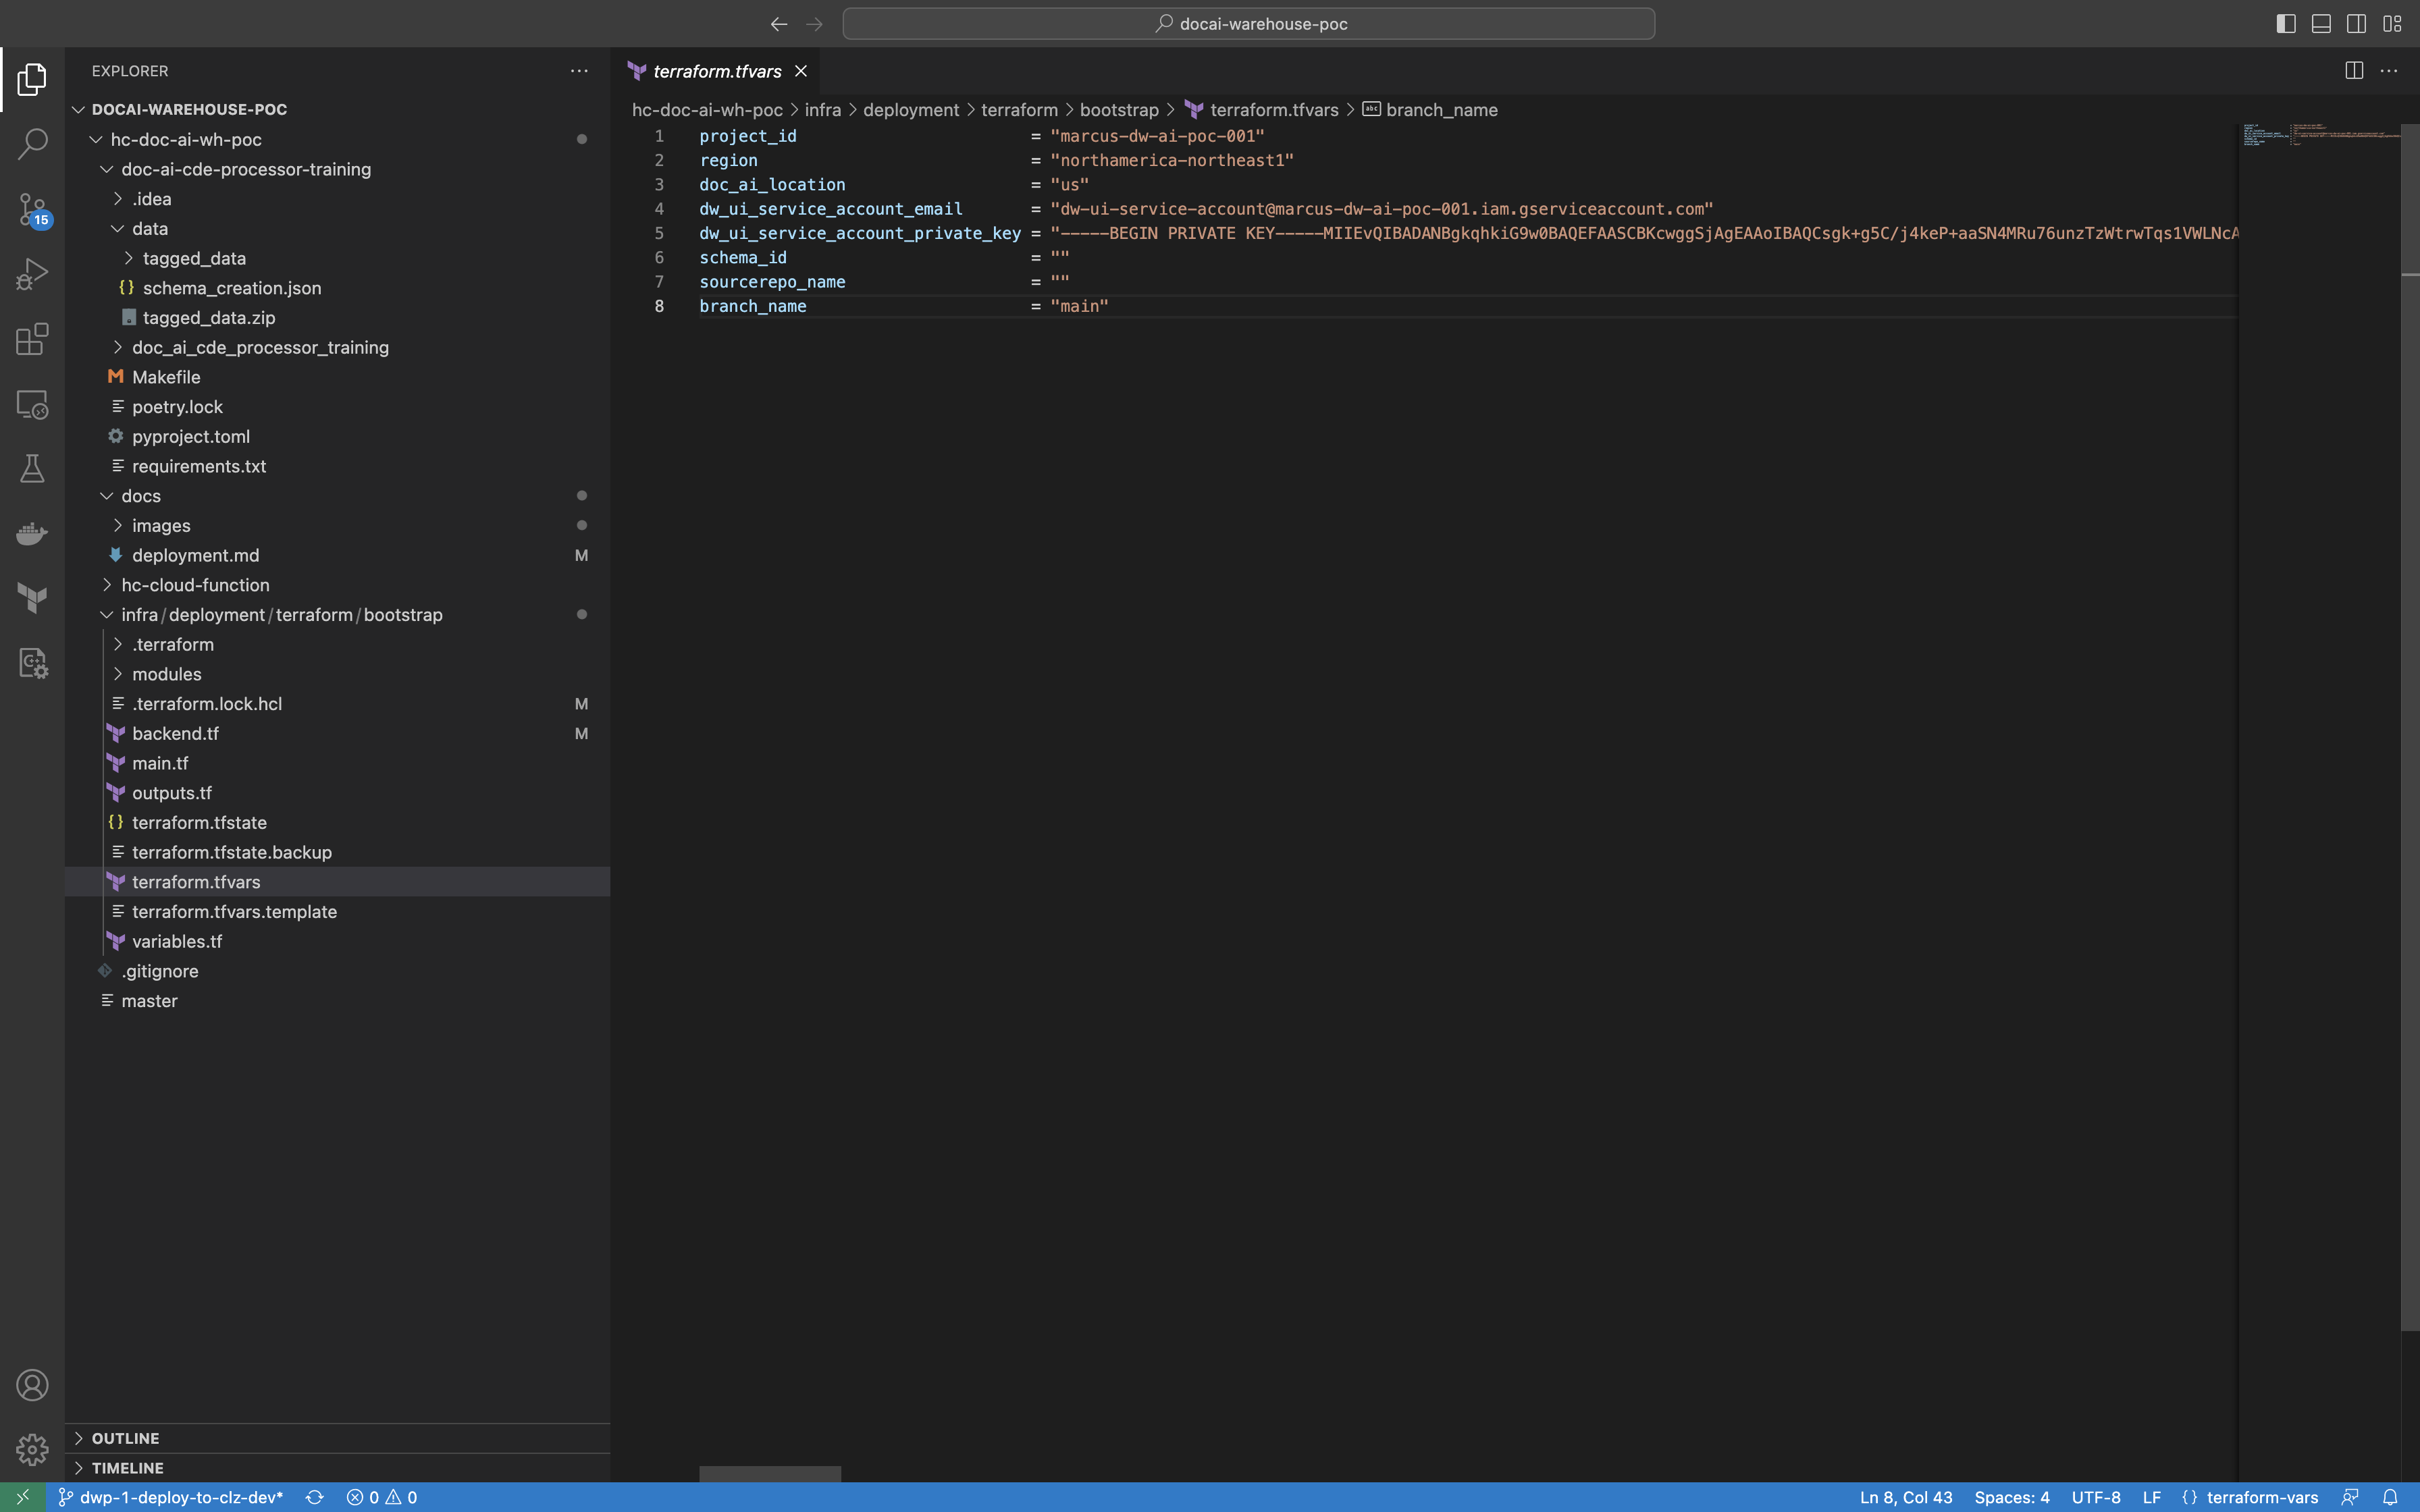 docai-warehouse-poc
EXPLORER
DOCAI-WAREHOUSE-POC
hc-doc-ai-wh-poc
doc-ai-cde-processor-training
.idea
data
tagged_data
schema_creation.json
tagged_data.zip
doc_ai_cde_processor_training
Makefile
poetry.lock
pyproject.toml
requirements.txt
docs
images
deployment.md M
hc-cloud-function
infra/deployment/terraform/bootstrap
.terraform
modules
.terraform.lock.hcl M
backend.tf M
main.tf
outputs.tf
terraform.tfstate
terraform.tfstate.backup
terraform.tfvars
terraform.tfvars.template
variables.tf
.gitignore
master
OUTLINE
TIMELINE
15
terraform.tfvars
hc-doc-ai-wh-poc > infra > deployment > terraform > bootstrap > terraform.tfvars > branch_name
1 project_id = "marcus-dw-ai-poc-001"
2 region = "northamerica-northeast1"
3 doc_ai_location = "us"
4 dw_ui_service_account_email = "dw-ui-service-account@marcus-dw-ai-poc-001.iam.gserviceaccount.com"
5 dw_ui_service_account_private_key = "-----BEGIN PRIVATE KEY-----MIIEvQIBADANBgkqhkiG9w0BAQEFAASCBKcwggSjAgEAAoIBAQCsgk+g5C/j4keP+aaSN4MRu76unzTzWtrwTqs1VWLNcA
6 schema_id = ""
7 sourcerepo_name = ""
8 branch_name = "main"
dwp-1-deploy-to-clz-dev* 0 0 Ln 8, Col 43 Spaces: 4 UTF-8 LF {} terraform-vars